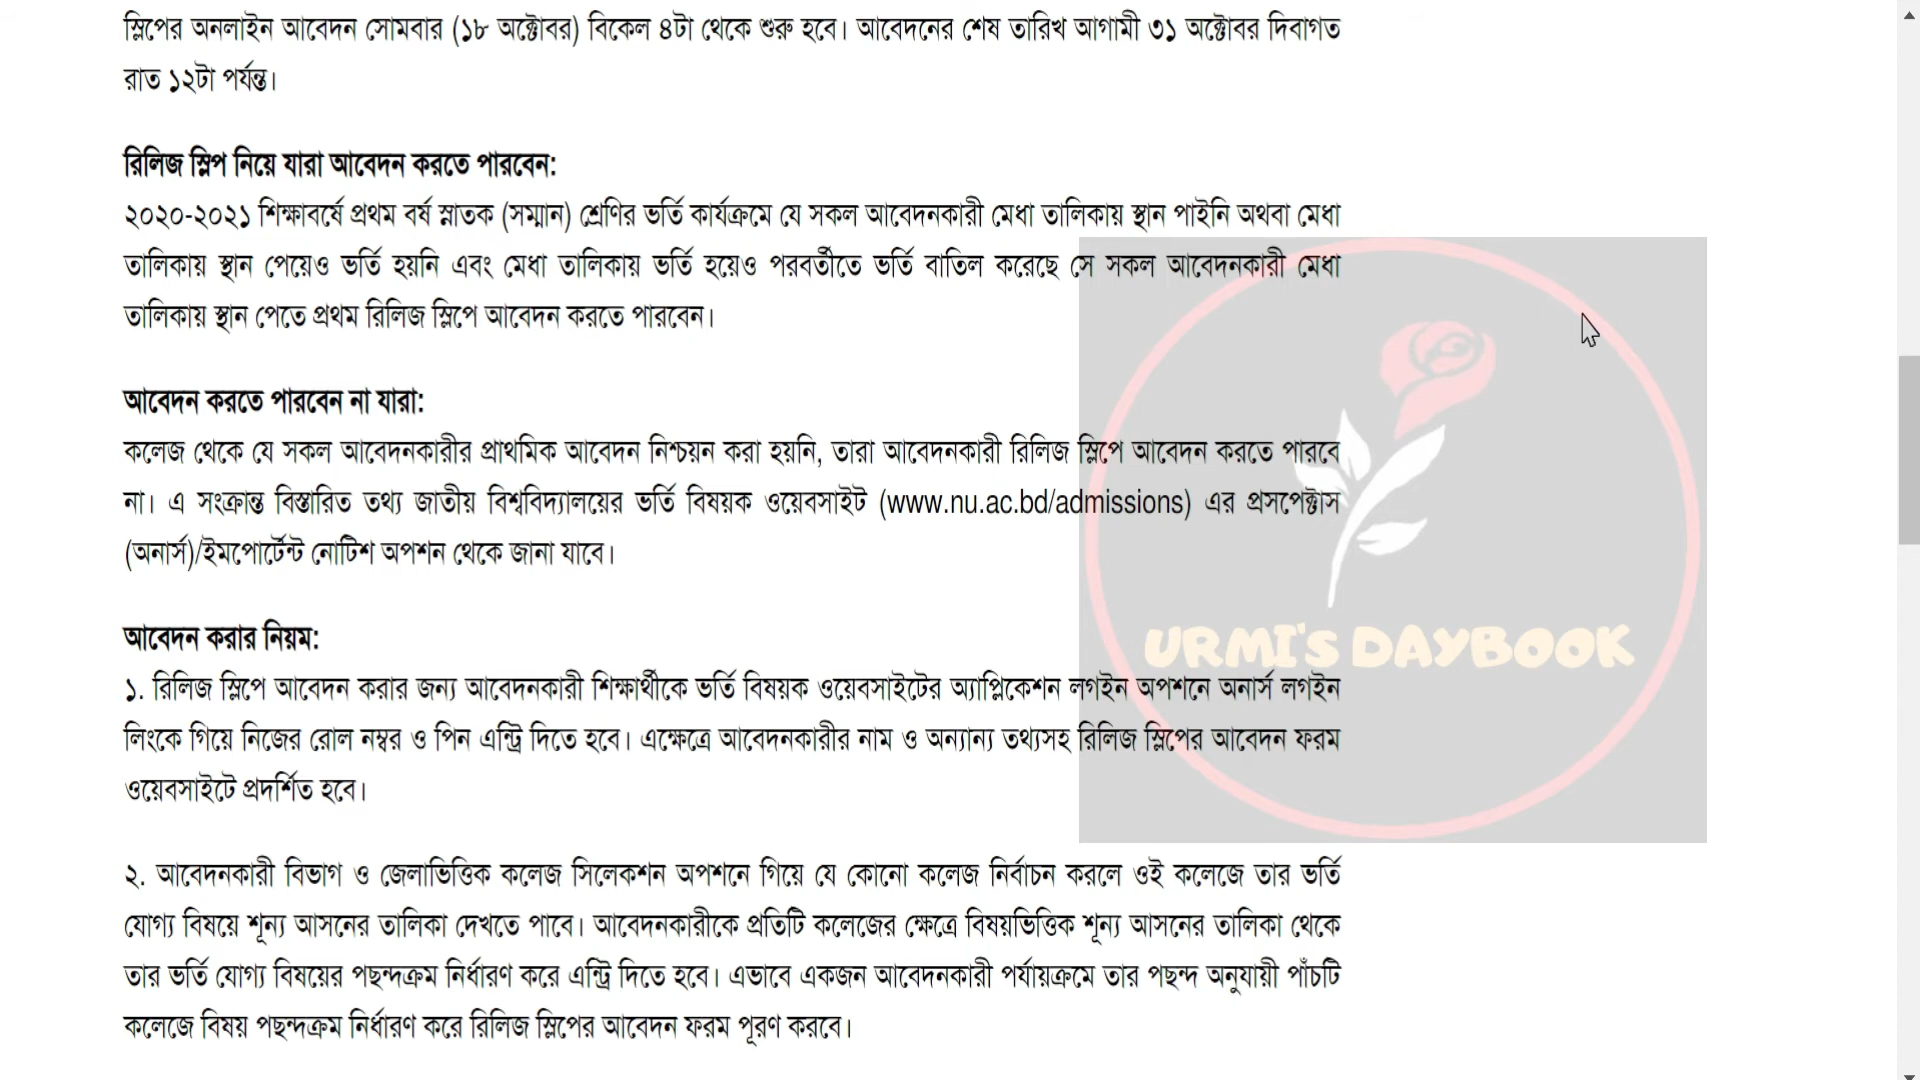 স্লিপের অনলাইন আবেদন সোমবার (১৮ অক্টোবর) বিকেল ৪টা থেকে শুরু হবে। আবেদনের শেষ তারিখ আগামী ৩১ অক্টোবর দিবাগত
রাত ১২টা পর্যন্ত।
রিলিজ স্লিপ নিয়ে যারা আবেদন করতে পারবেন:
২০২০-২০২১ শিক্ষাবর্ষে প্রথম বর্ষ স্নাতক (সম্মান) শ্রেণির ভর্তি কার্যক্রমে যে সকল আবেদনকারী মেধা তালিকায় স্থান পাইনি অথবা মেধা
তালিকায় স্থান পেয়েও ভর্তি হয়নি এবং মেধা তালিকায় ভর্তি হয়েও পরবর্তীতে ভর্তি বাতিল করেছে সে সকল আবেদনকারী মেধা
তালিকায় স্থান পেতে প্রথম রিলিজ স্লিপে আবেদন করতে পারবেন।
আবেদন করতে পারবেন না যারা:
কলেজ থেকে যে সকল আবেদনকারীর প্রাথমিক আবেদন নিশ্চয়ন করা হয়নি, তারা আবেদনকারী রিলিজ স্লিপে আবেদন করতে পারবে
না। এ সংক্রান্ত বিস্তারিত তথ্য জাতীয় বিশ্ববিদ্যালয়ের ভর্তি বিষয়ক ওয়েবসাইট (www.nu.ac.bd/admissions) এর প্রসপেক্টাস
(অনার্স)/ইমপোর্টেন্ট নোটিশ অপশন থেকে জানা যাবে।
আবেদন করার নিয়ম:
১. রিলিজ স্লিপে আবেদন করার জন্য আবেদনকারী শিক্ষার্থীকে ভর্তি বিষয়ক ওয়েবসাইটের অ্যাপ্লিকেশন লগইন অপশনে অনার্স লগইন
লিংকে গিয়ে নিজের রোল নম্বর ও পিন এন্ট্রি দিতে হবে। এক্ষেত্রে আবেদনকারীর নাম ও অন্যান্য তথ্যসহ রিলিজ স্লিপের আবেদন ফরম
ওয়েবসাইটে প্রদর্শিত হবে।
URMI'S DAYBOOK
২. আবেদনকারী বিভাগ ও জেলাভিত্তিক কলেজ সিলেকশন অপশনে গিয়ে যে কোনো কলেজ নির্বাচন করলে ওই কলেজে তার ভর্তি
যোগ্য বিষয়ে শূন্য আসনের তালিকা দেখতে পাবে। আবেদনকারীকে প্রতিটি কলেজের ক্ষেত্রে বিষয়ভিত্তিক শূন্য আসনের তালিকা থেকে
তার ভর্তি যোগ্য বিষয়ের পছন্দক্রম নির্ধারণ করে এন্ট্রি দিতে হবে। এভাবে একজন আবেদনকারী পর্যায়ক্রমে তার পছন্দ অনুযায়ী পাঁচটি
কলেজে বিষয় পছন্দক্রম নির্ধারণ করে রিলিজ স্লিপের আবেদন ফরম পূরণ করবে।